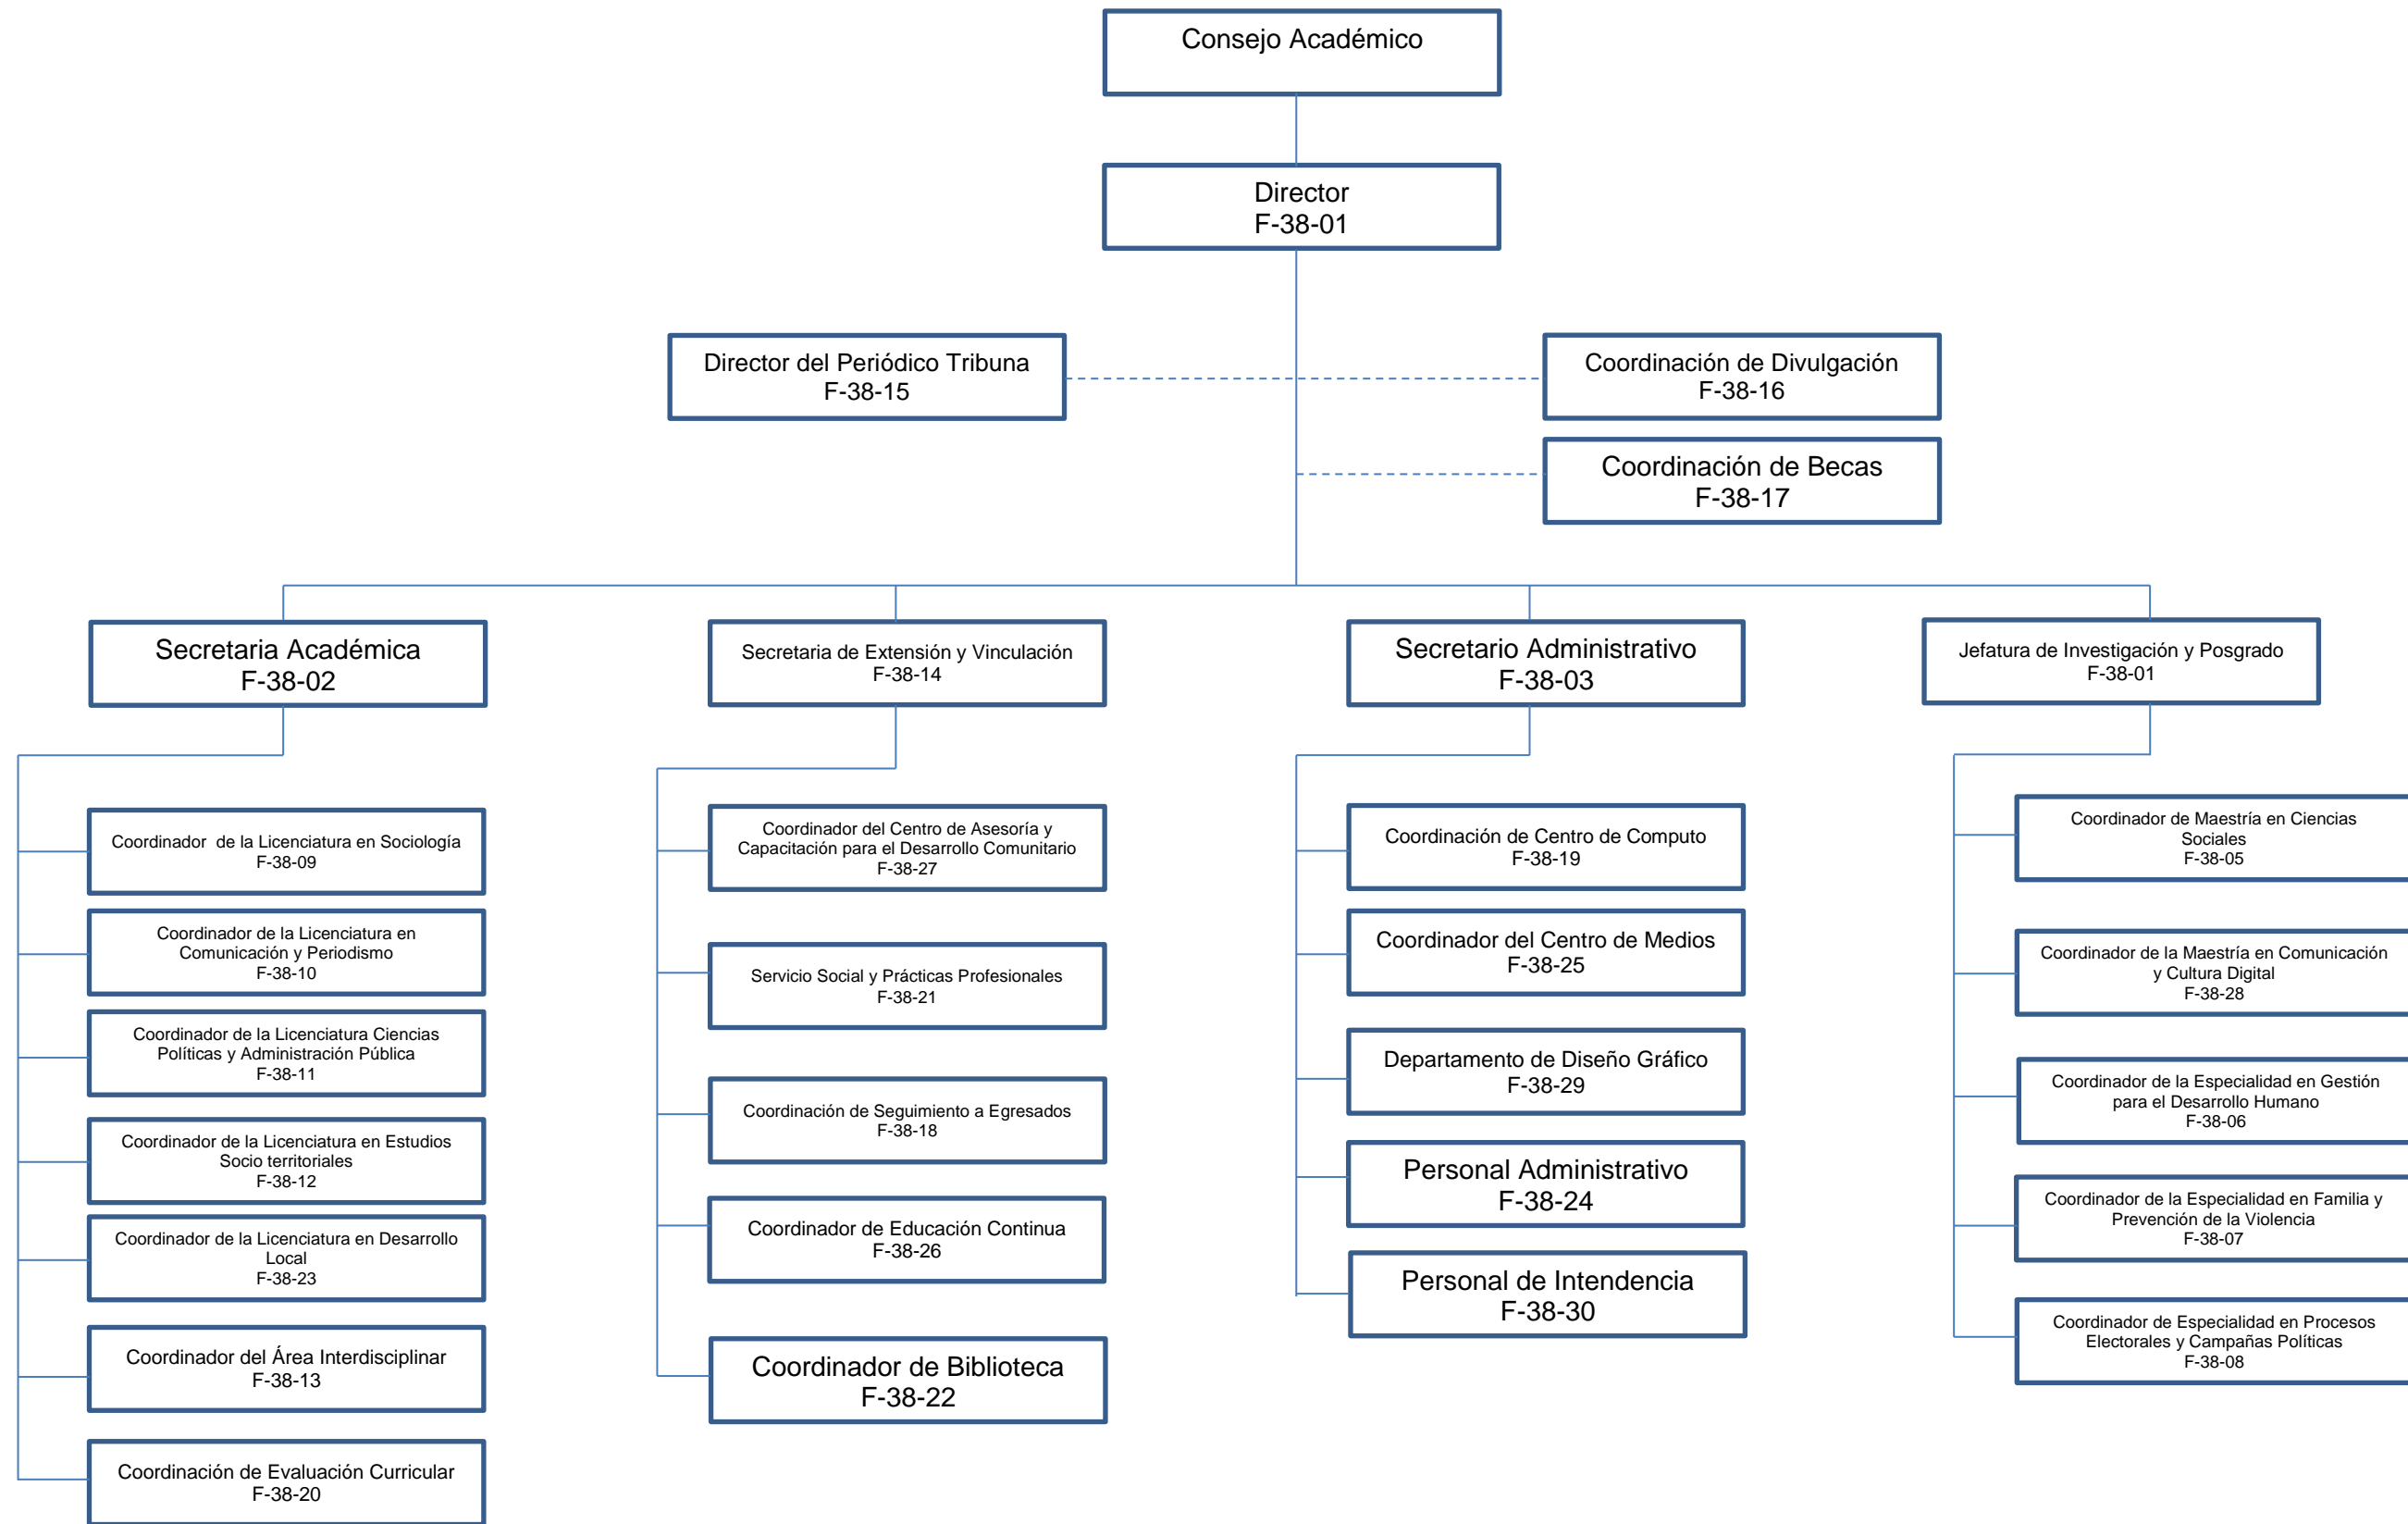 Consejo Académico
Director
F-38-01
Director del Periódico Tribuna
F-38-15
Coordinación de Divulgación
F-38-16
Coordinación de Becas
F-38-17
Secretaria Académica
F-38-02
Secretaria de Extensión y Vinculación
F-38-14
Secretario Administrativo
F-38-03
Jefatura de Investigación y Posgrado
F-38-01
Coordinador de la Licenciatura en Sociología
F-38-09
Coordinador de la Licenciatura en
Comunicación y Periodismo
F-38-10
Coordinador de la Licenciatura Ciencias
Políticas y Administración Pública
F-38-11
Coordinador de la Licenciatura en Estudios
Socio territoriales
F-38-12
Coordinador de la Licenciatura en Desarrollo
Local
F-38-23
Coordinador del Área Interdisciplinar
F-38-13
Coordinación de Evaluación Curricular
F-38-20
Coordinador del Centro de Asesoría y
Capacitación para el Desarrollo Comunitario
F-38-27
Servicio Social y Prácticas Profesionales
F-38-21
Coordinación de Seguimiento a Egresados
F-38-18
Coordinador de Educación Continua
F-38-26
Coordinador de Biblioteca
F-38-22
Coordinación de Centro de Computo
F-38-19
Coordinador del Centro de Medios
F-38-25
Departamento de Diseño Gráfico
F-38-29
Personal Administrativo
F-38-24
Personal de Intendencia
F-38-30
Coordinador de Maestría en Ciencias
Sociales
F-38-05
Coordinador de la Maestría en Comunicación
y Cultura Digital
F-38-28
Coordinador de la Especialidad en Gestión
para el Desarrollo Humano
F-38-06
Coordinador de la Especialidad en Familia y
Prevención de la Violencia
F-38-07
Coordinador de Especialidad en Procesos
Electorales y Campañas Políticas
F-38-08